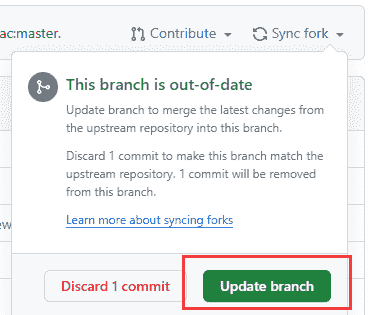 ac:master.
Contribute
Sync fork
This branch is out-of-date
Update branch to merge the latest changes from
the upstream repository into this branch.
Discard 1 commit to make this branch match the
upstream repository. 1 commit will be removed
from this branch.
ew
Learn more about syncing forks
Discard 1 commit
Update branch